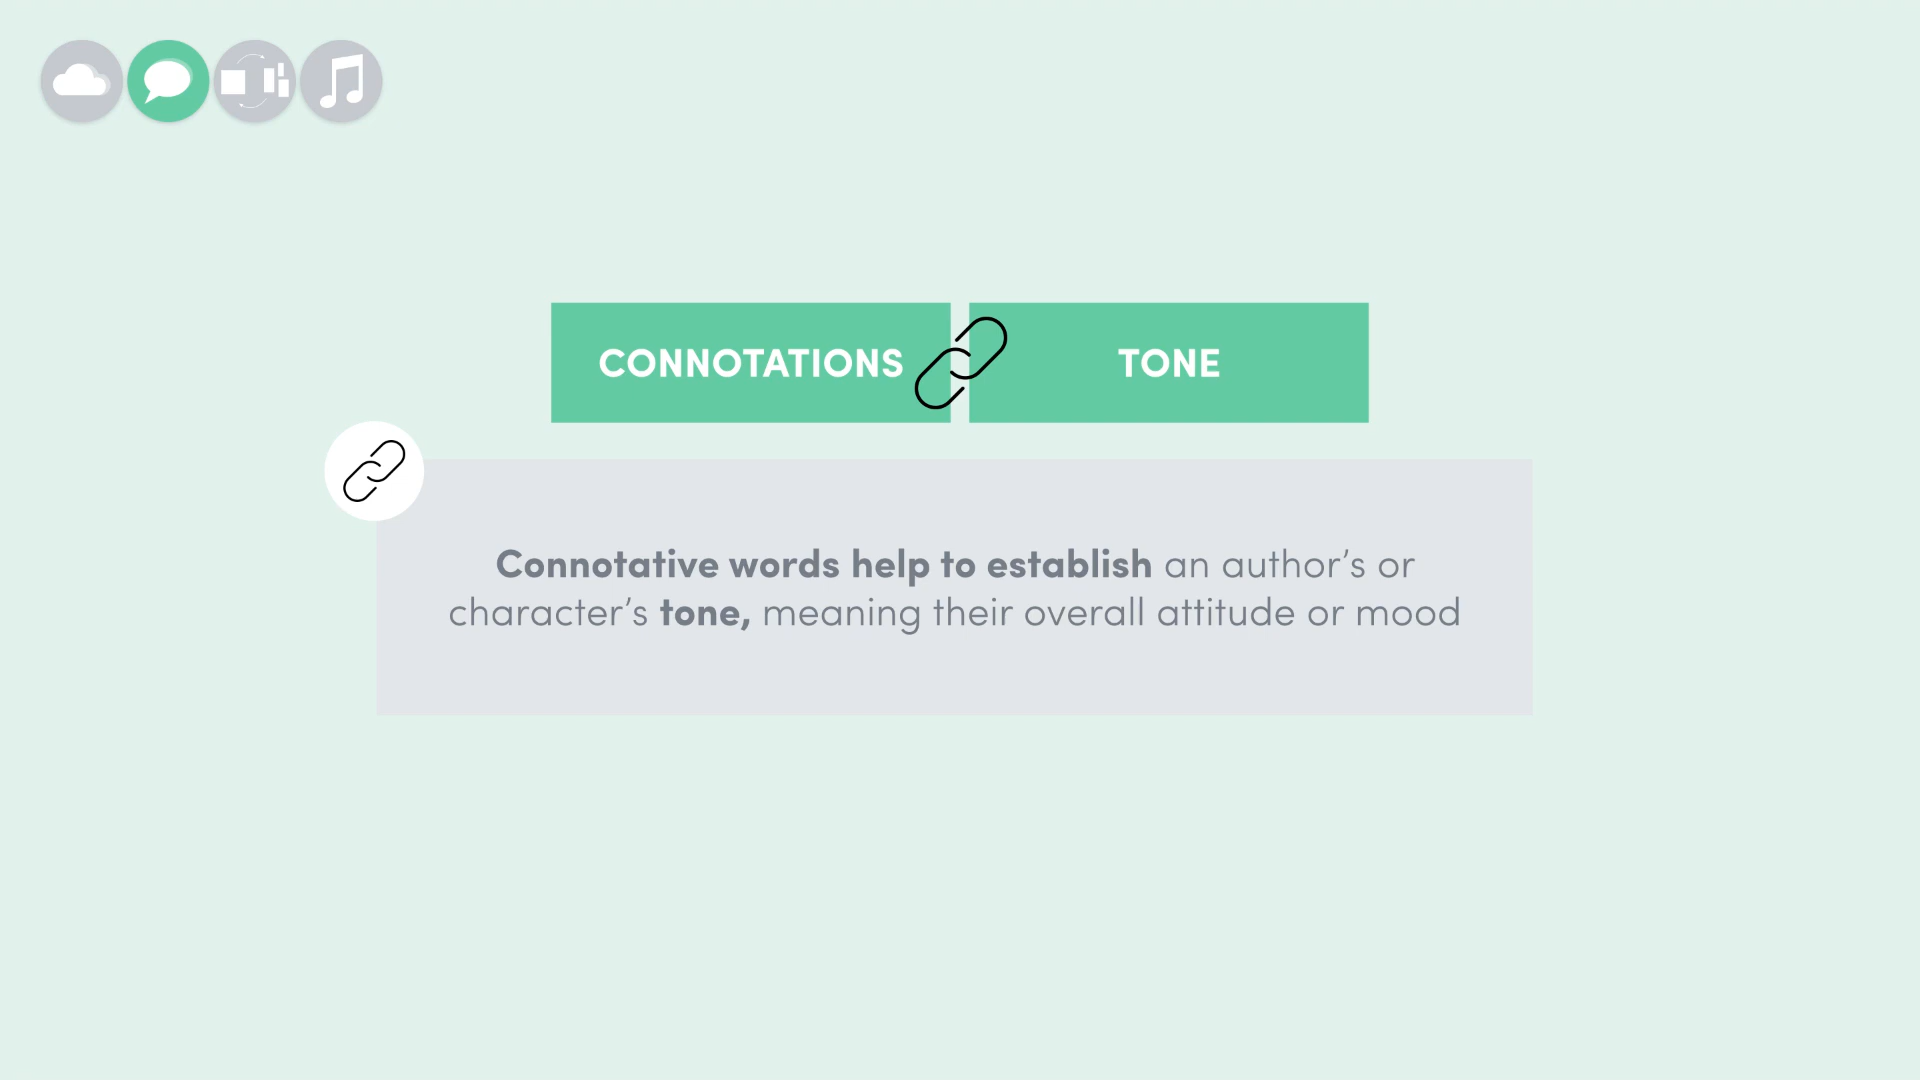 CONNOTATIONS
TONE
Connotative words help to establish an author’s or
character’s tone, meaning their overall attitude or mood